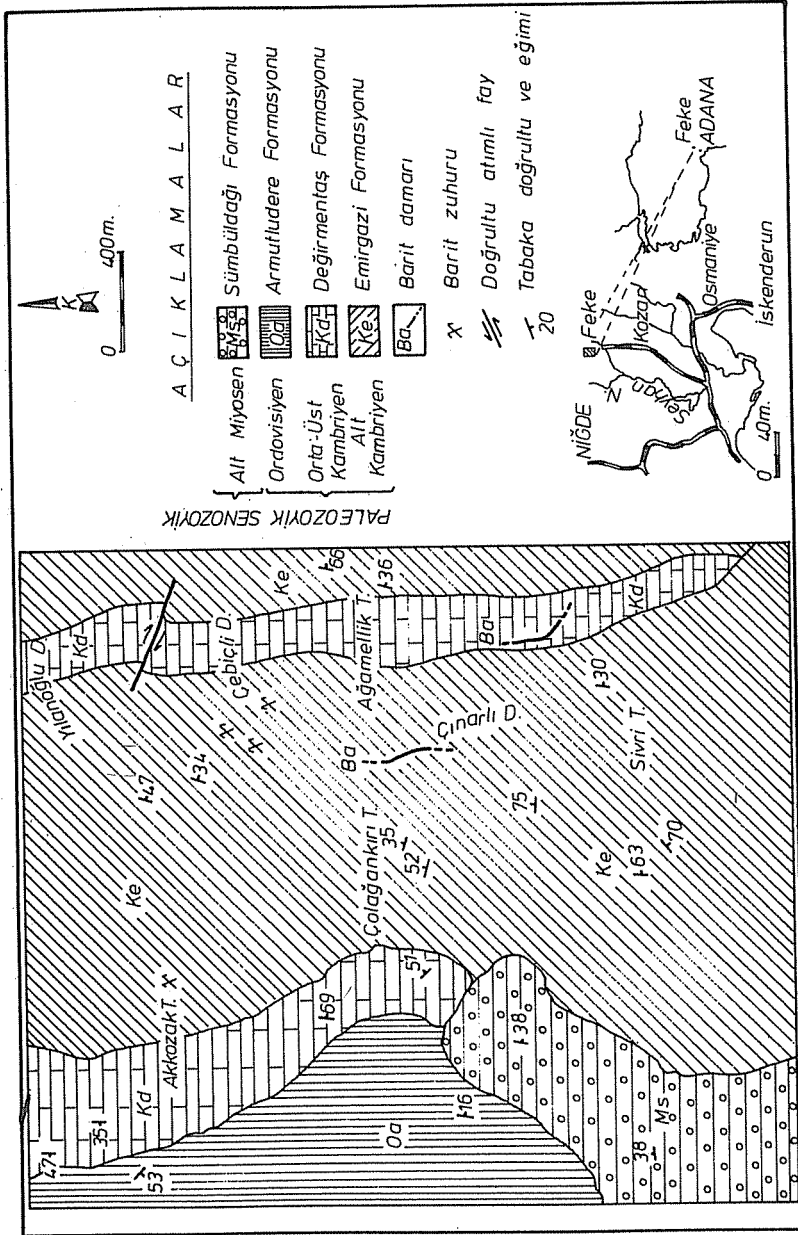 K
0 400m.
AÇIKLAMALAR
SENOZOYİK
PALEOZOYİK
Alt Miyosen
Ms
Sümbüldağı Formasyonu
Ordovisiyen
Oa
Armutludere Formasyonu
Orta-Üst
Kambriyen
Kd
Değirmentaş Formasyonu
Alt
Kambriyen
Ke
Emirgazi Formasyonu
Ba
Barit damarı
Barit zuhuru
Doğrultu atımlı fay
20
Tabaka doğrultu ve eğimi
NİĞDE
Feke
Kozan
Z
Seyhan
Osmaniye
İskenderun
0 40m.
Feke
ADANA
Yılanoğlu D.
Kd
Ke
66
36
Çebiçli D.
Ağamellik T.
Ba
Kd
47
34
30
Ba
Çınarlı D.
Sivri T.
Ke
Çolağankırı T.
35
52
75
Ke
63
70
Akkozak T.
69
51
47
35
Kd
53
Oa
16
38
38
Ms